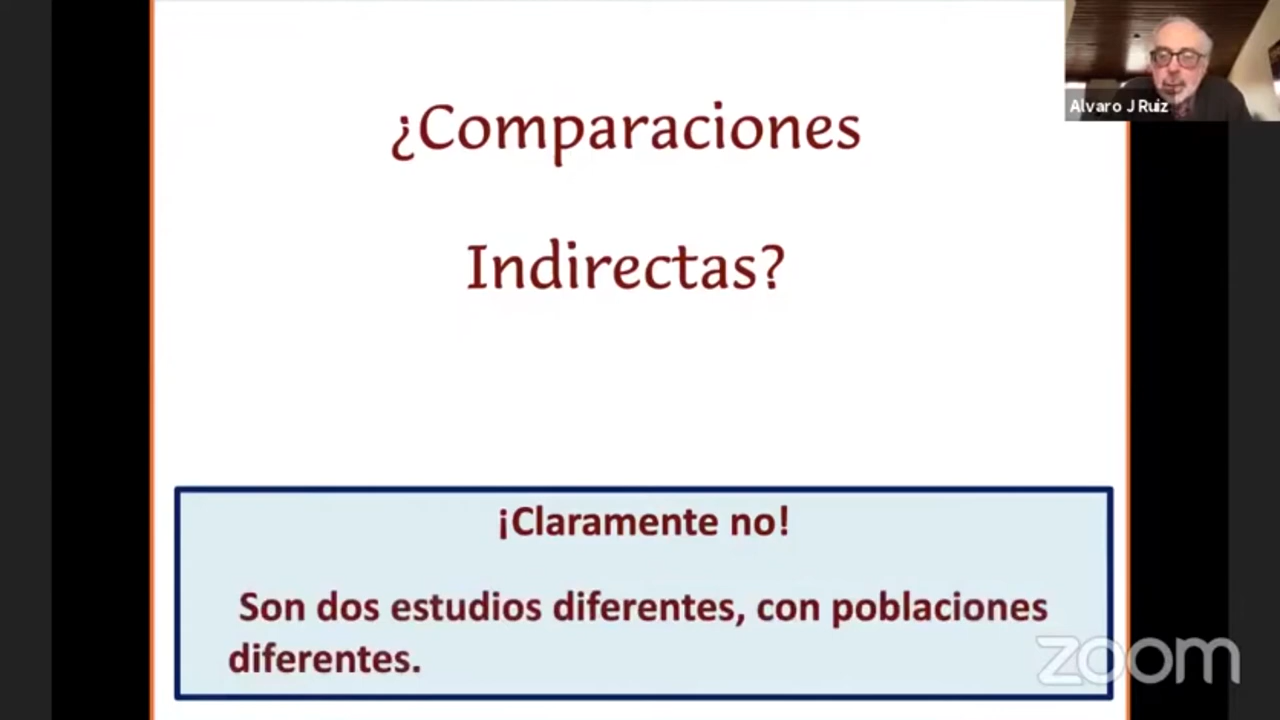 Alvaro J Ruiz
¿Comparaciones
Indirectas?
¡Claramente no!
Son dos estudios diferentes, con poblaciones
diferentes.
zoom